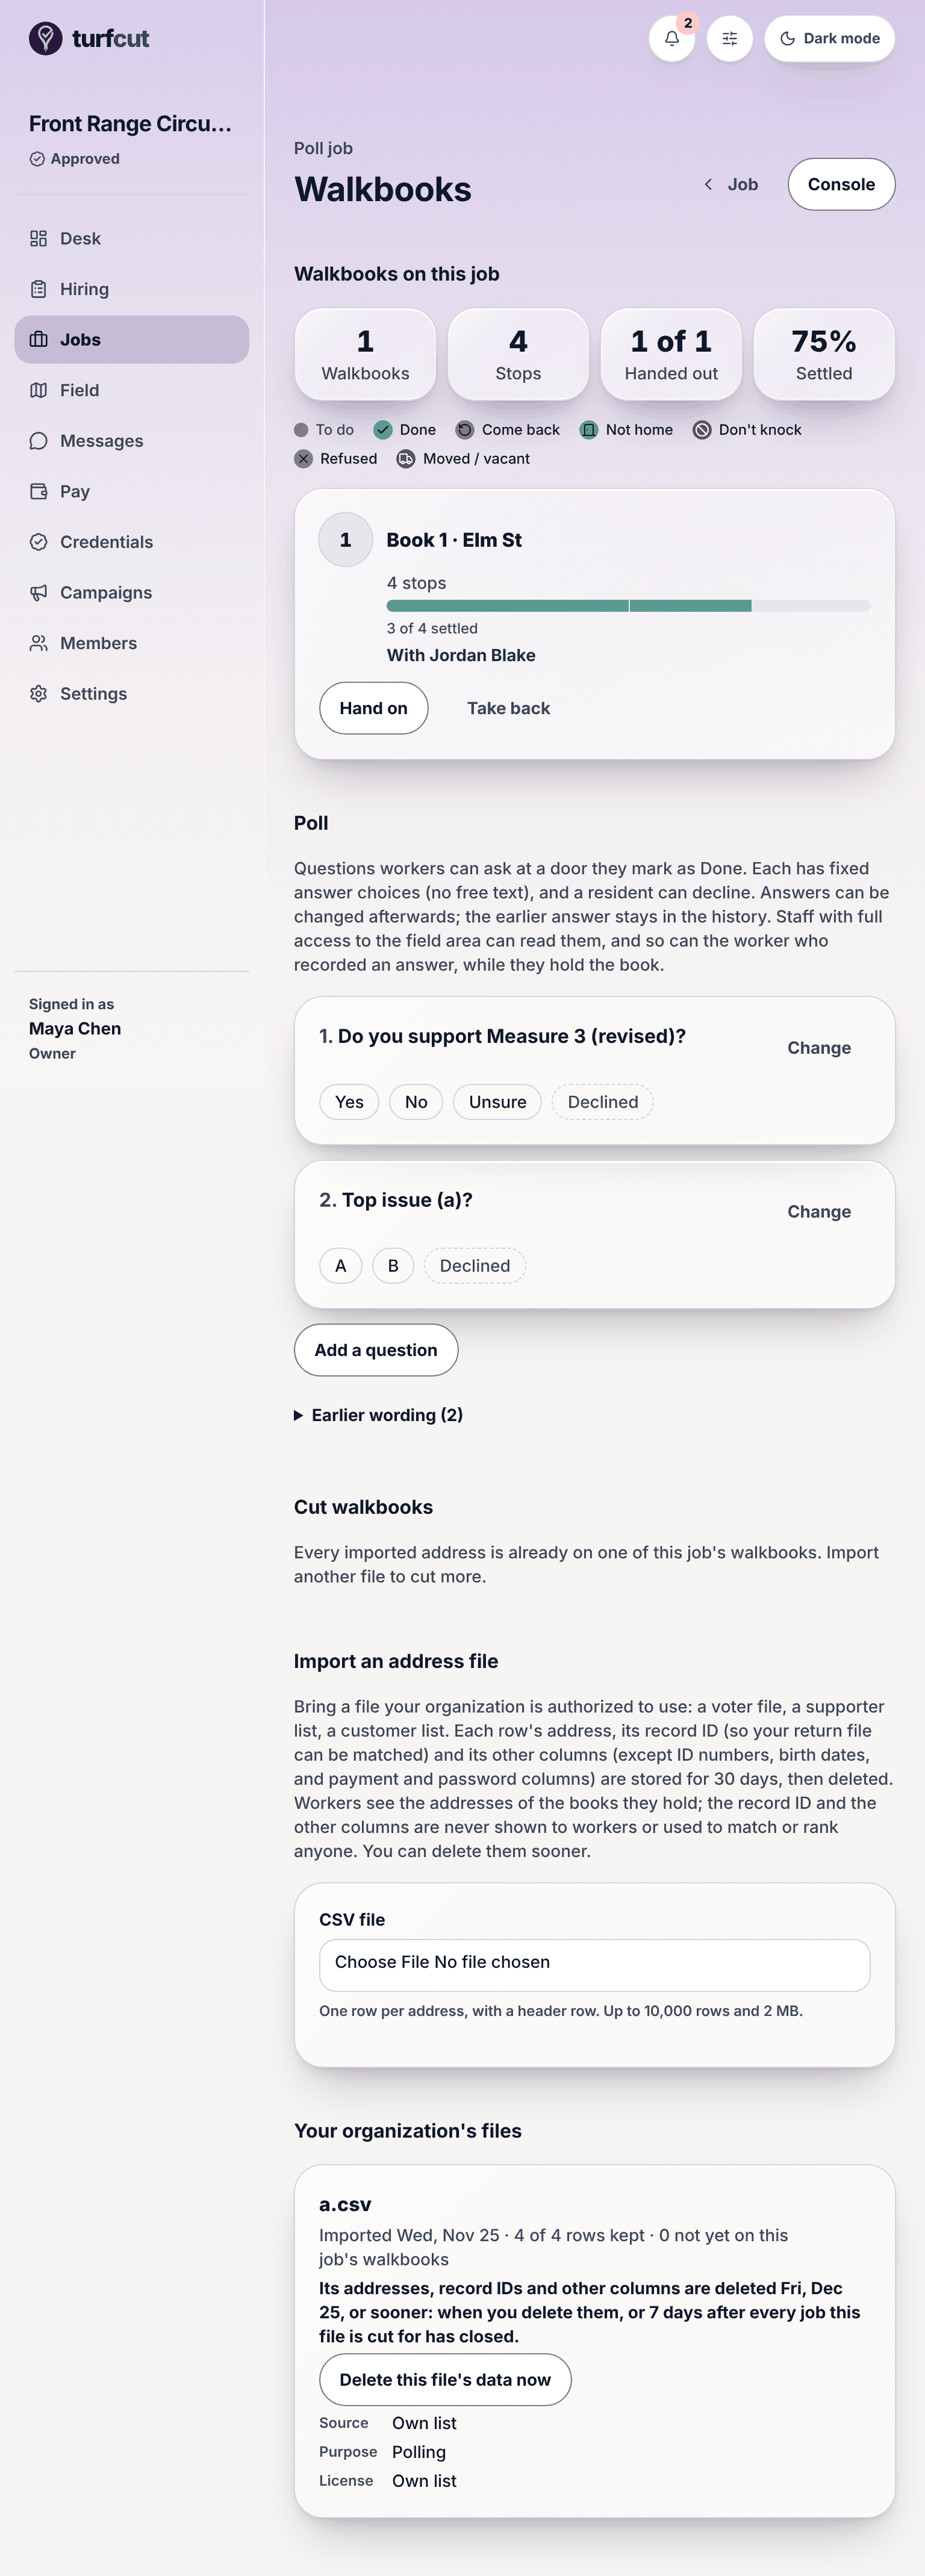 turfcut
2
Dark mode
Front Range Circu...
Approved
Desk
Hiring
Jobs
Field
Messages
Pay
Credentials
Campaigns
Members
Settings
Signed in as
Maya Chen
Owner
Poll job
Walkbooks
Job
Console
Walkbooks on this job
1
Walkbooks
4
Stops
1 of 1
Handed out
75%
Settled
To do
Done
Come back
Not home
Don't knock
Refused
Moved / vacant
1
Book 1 · Elm St
4 stops
3 of 4 settled
With Jordan Blake
Hand on
Take back
Poll
Questions workers can ask at a door they mark as Done. Each has fixed
answer choices (no free text), and a resident can decline. Answers can be
changed afterwards; the earlier answer stays in the history. Staff with full
access to the field area can read them, and so can the worker who
recorded an answer, while they hold the book.
1. Do you support Measure 3 (revised)?
Change
Yes
No
Unsure
Declined
2. Top issue (a)?
Change
A
B
Declined
Add a question
Earlier wording (2)
Cut walkbooks
Every imported address is already on one of this job's walkbooks. Import
another file to cut more.
Import an address file
Bring a file your organization is authorized to use: a voter file, a supporter
list, a customer list. Each row's address, its record ID (so your return file
can be matched) and its other columns (except ID numbers, birth dates,
and payment and password columns) are stored for 30 days, then deleted.
Workers see the addresses of the books they hold; the record ID and the
other columns are never shown to workers or used to match or rank
anyone. You can delete them sooner.
CSV file
Choose File No file chosen
One row per address, with a header row. Up to 10,000 rows and 2 MB.
Your organization's files
a.csv
Imported Wed, Nov 25 · 4 of 4 rows kept · 0 not yet on this
job's walkbooks
Its addresses, record IDs and other columns are deleted Fri, Dec
25, or sooner: when you delete them, or 7 days after every job this
file is cut for has closed.
Delete this file's data now
Source Own list
Purpose Polling
License Own list